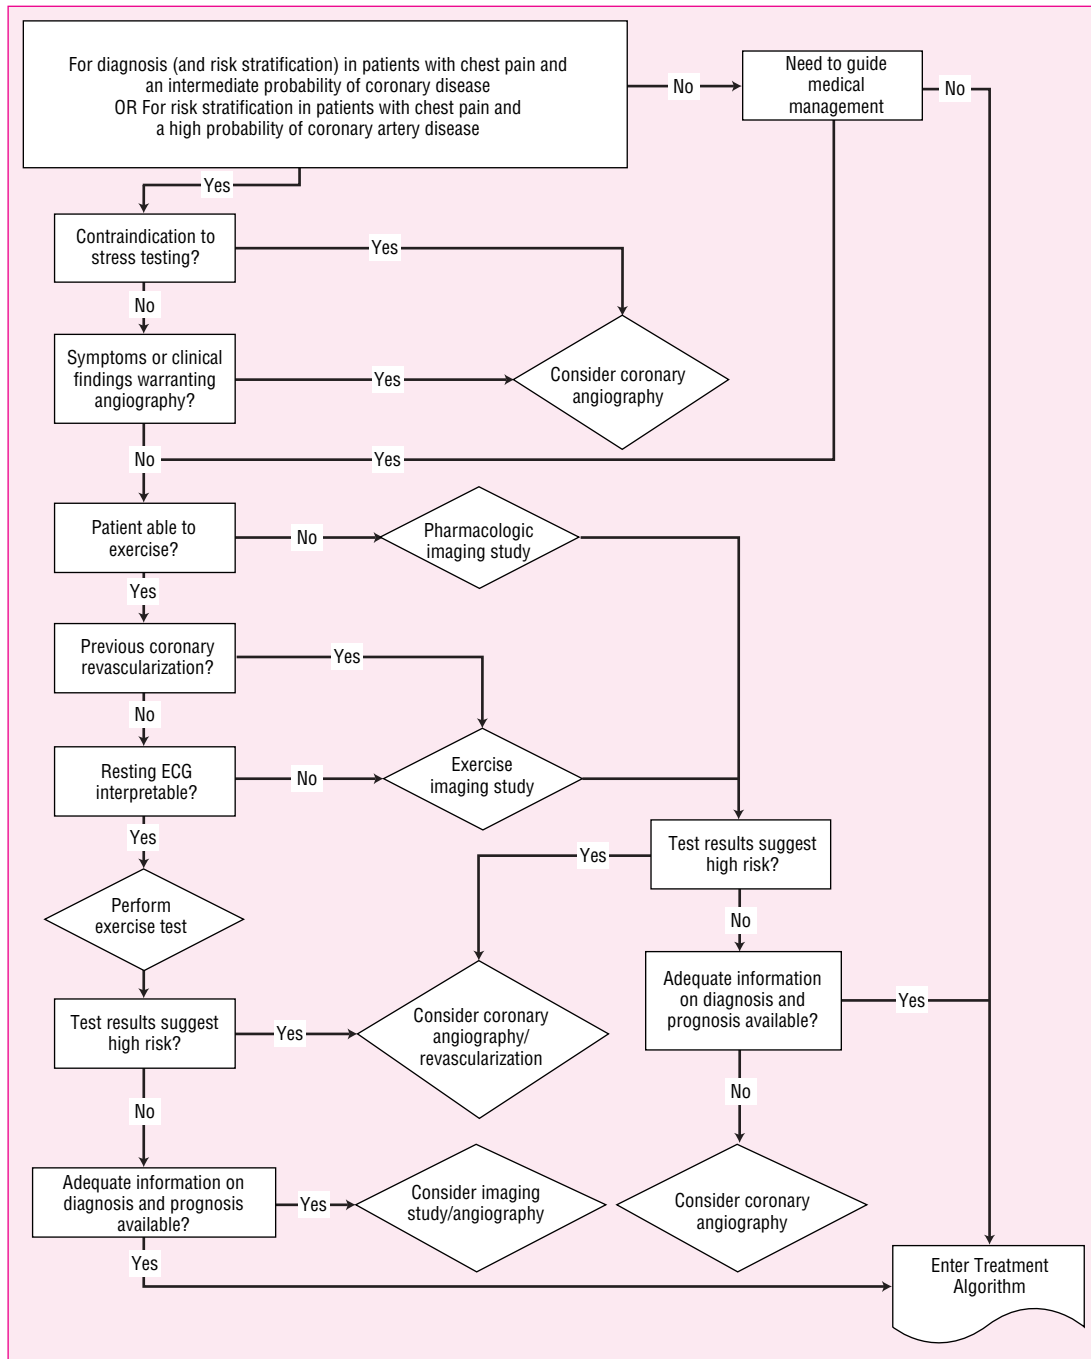 For diagnosis (and risk stratification) in patients with chest pain and
an intermediate probability of coronary disease
OR For risk stratification in patients with chest pain and
a high probability of coronary artery disease
No
Need to guide
medical
management
No
Yes
Contraindication to
stress testing?
Yes
No
Symptoms or clinical
findings warranting
angiography?
Yes
Consider coronary
angiography
No
Yes
Patient able to
exercise?
No
Pharmacologic
imaging study
Yes
Previous coronary
revascularization?
Yes
No
Resting ECG
interpretable?
No
Exercise
imaging study
Yes
Test results suggest
high risk?
Yes
No
Perform
exercise test
Adequate information
on diagnosis and
prognosis available?
Yes
Test results suggest
high risk?
Yes
Consider coronary
angiography/
revascularization
No
No
Adequate information on
diagnosis and prognosis
available?
Yes
Consider imaging
study/angiography
Consider coronary
angiography
Yes
Enter Treatment
Algorithm